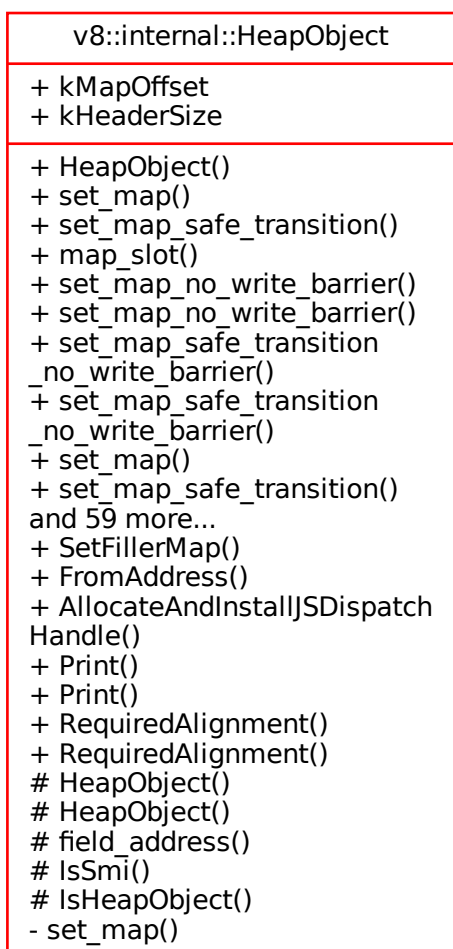 v8::internal::HeapObject
+ kMapOffset
+ kHeaderSize
+ HeapObject()
+ set_map()
+ set_map_safe_transition()
+ map_slot()
+ set_map_no_write_barrier()
+ set_map_no_write_barrier()
+ set_map_safe_transition
_no_write_barrier()
+ set_map_safe_transition
_no_write_barrier()
+ set_map()
+ set_map_safe_transition()
and 59 more...
+ SetFillerMap()
+ FromAddress()
+ AllocateAndInstallJSDispatch
Handle()
+ Print()
+ Print()
+ RequiredAlignment()
+ RequiredAlignment()
# HeapObject()
# HeapObject()
# field_address()
# IsSmi()
# IsHeapObject()
- set_map()